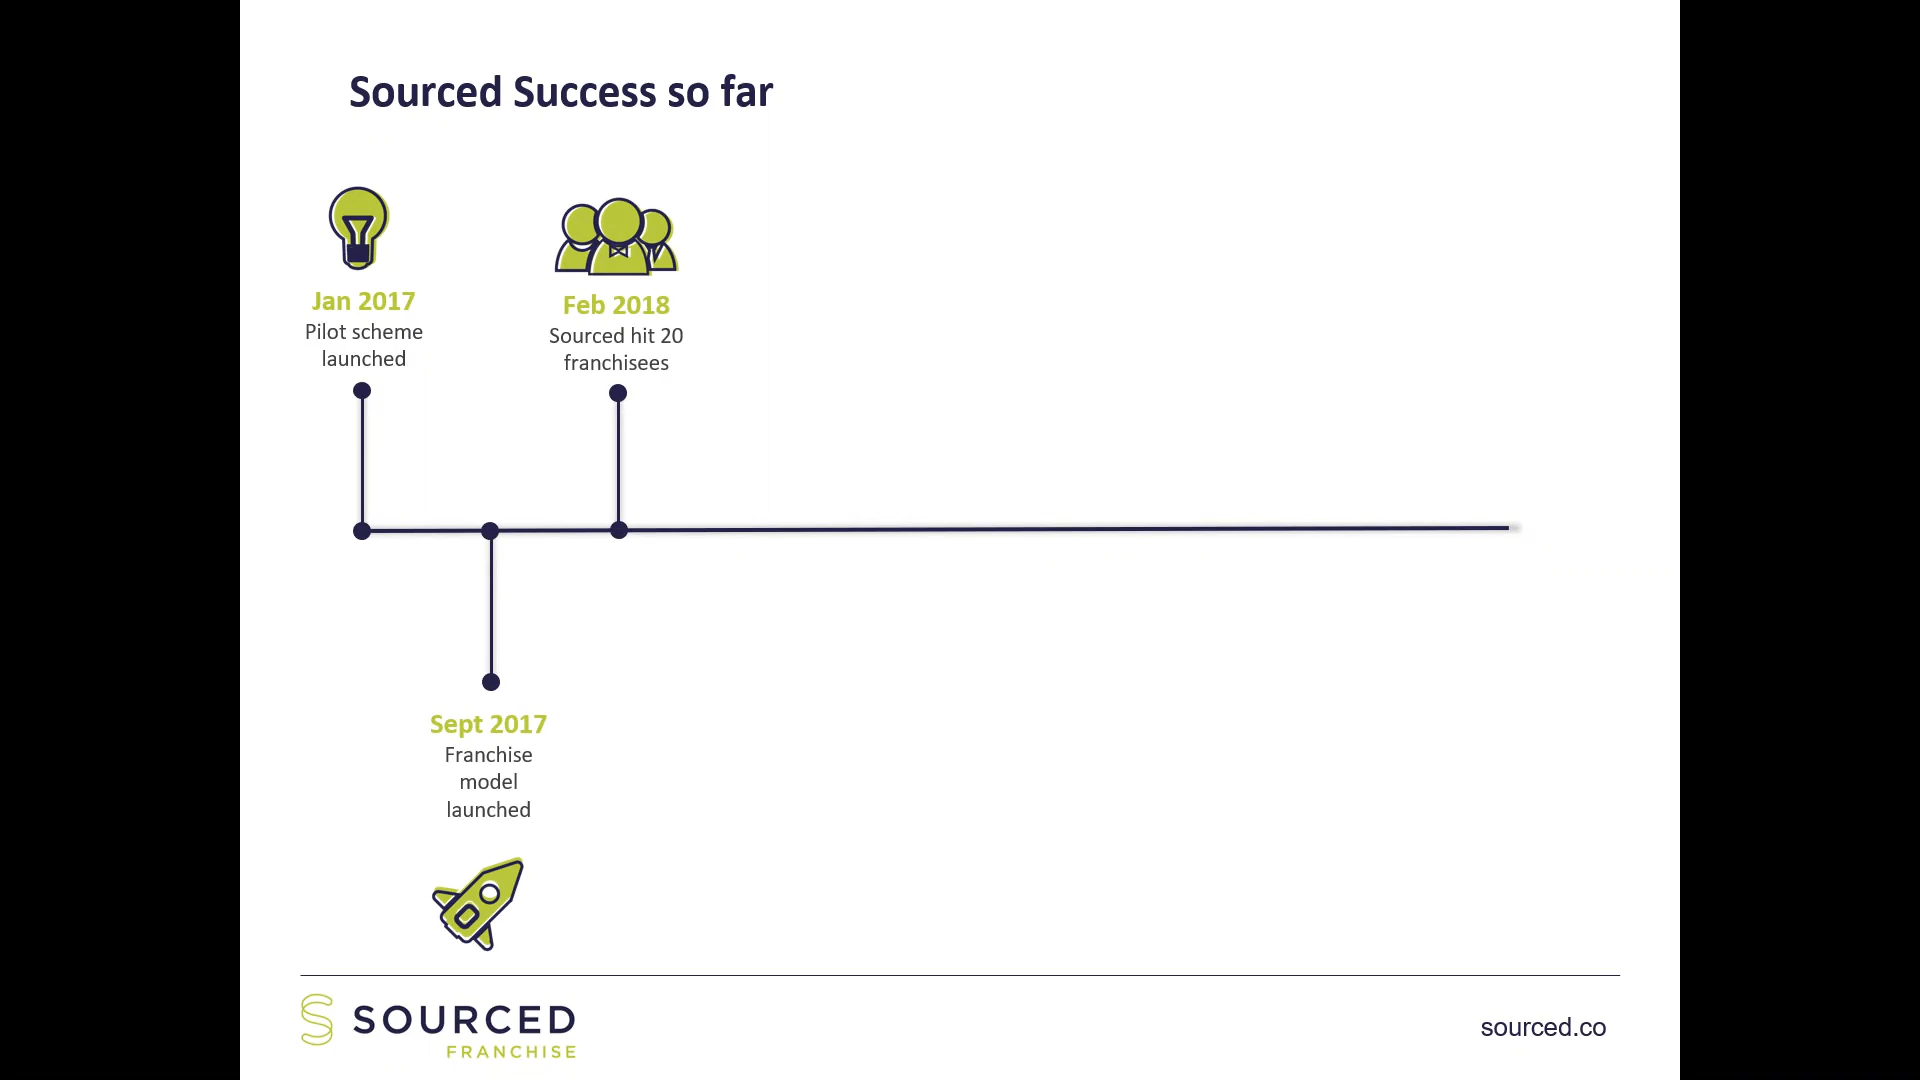 Sourced Success so far
Jan 2017
Pilot scheme
launched
Feb 2018
Sourced hit 20
franchisees
Sept 2017
Franchise
model
launched
SOURCED
FRANCHISE
sourced.co